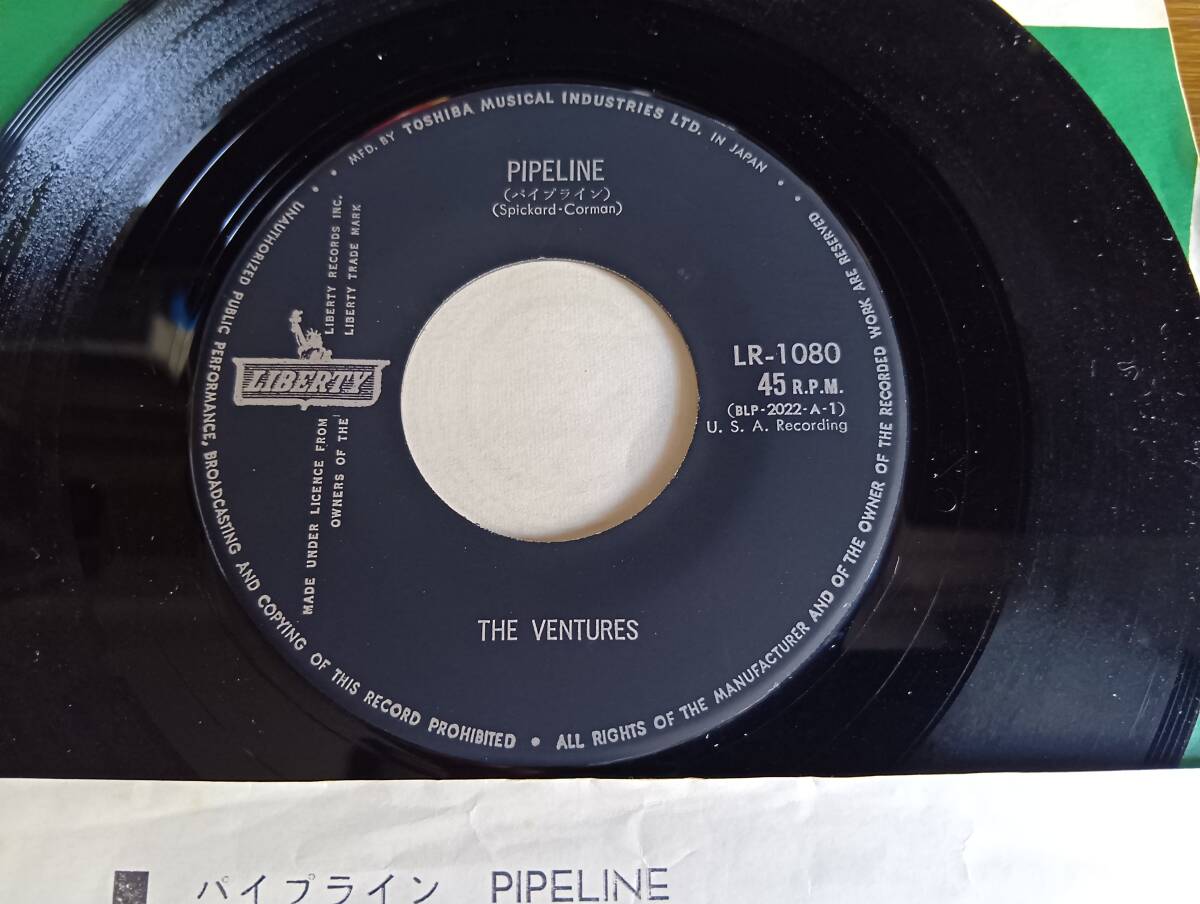 MFD. BY TOSHIBA MUSICAL INDUSTRIES LTD. IN JAPAN
PIPELINE
(パイプライン)
(Spickard-Corman)
LIBERTY RECORDS INC.
LIBERTY TRADE MARK
LIBERTY
MADE UNDER LICENCE FROM
OWNERS OF THE
LR-1080
45 R.P.M.
(BLP-2022-A-1)
U. S. A. Recording
THE VENTURES
UNAUTHORIZED PUBLIC PERFORMANCE, BROADCASTING AND COPYING OF THIS RECORD PROHIBITED • ALL RIGHTS OF THE MANUFACTURER AND OF THE OWNER OF THE RECORDED WORK ARE RESERVED
■ パイプライン PIPELINE